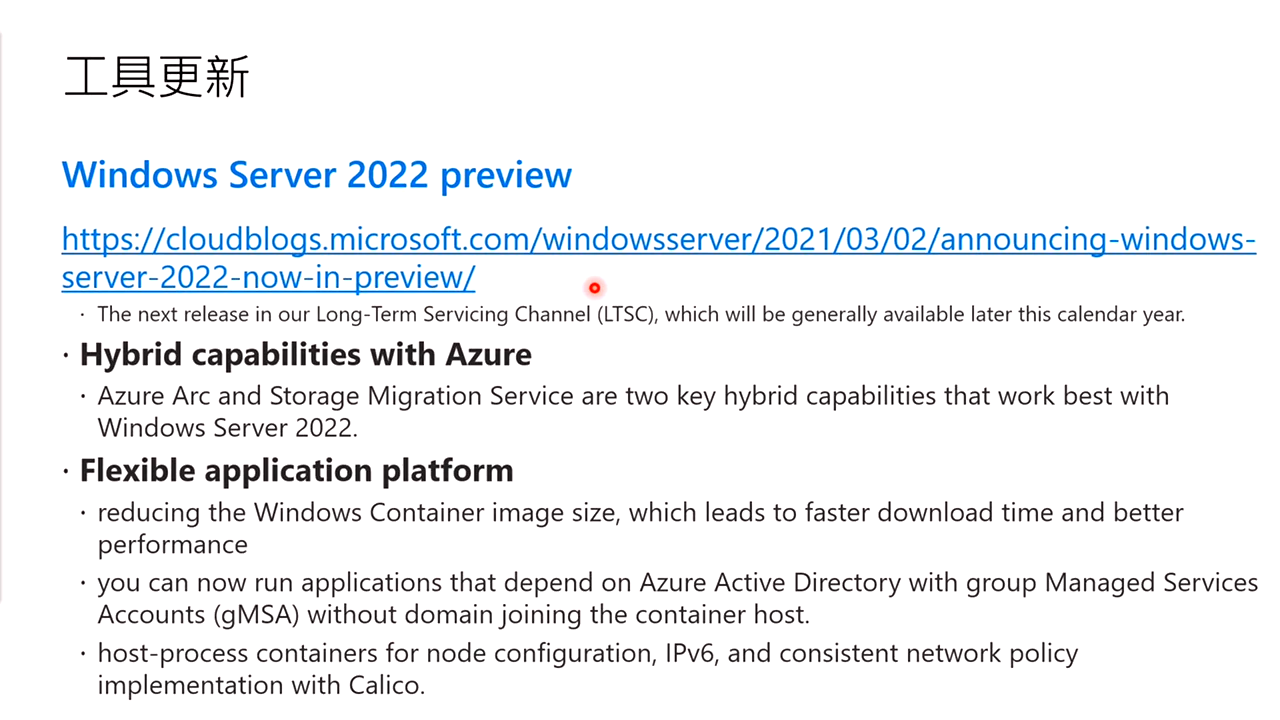 工具更新
Windows Server 2022 preview
https://cloudblogs.microsoft.com/windowsserver/2021/03/02/announcing-windows-
server-2022-now-in-preview/
· The next release in our Long-Term Servicing Channel (LTSC), which will be generally available later this calendar year.
· Hybrid capabilities with Azure
· Azure Arc and Storage Migration Service are two key hybrid capabilities that work best with
Windows Server 2022.
· Flexible application platform
· reducing the Windows Container image size, which leads to faster download time and better
performance
· you can now run applications that depend on Azure Active Directory with group Managed Services
Accounts (gMSA) without domain joining the container host.
· host-process containers for node configuration, IPv6, and consistent network policy
implementation with Calico.